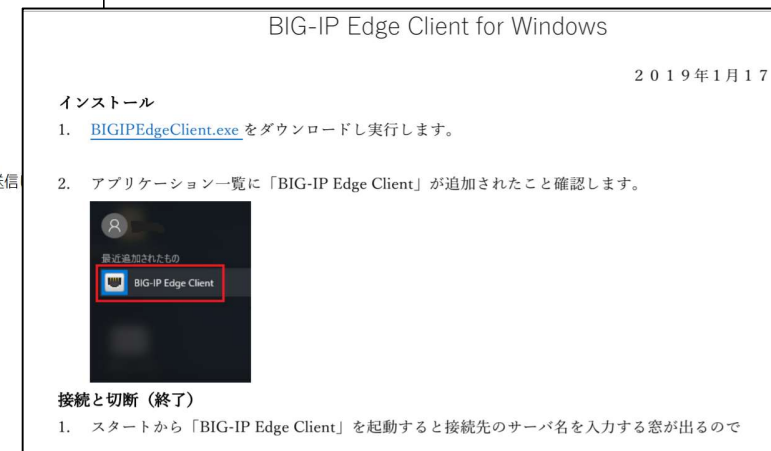 BIG-IP Edge Client for Windows
2019年1月17
インストール
1. BIGIPEdgeClient.exe をダウンロードし実行します。
送信
2. アプリケーション一覧に「BIG-IP Edge Client」が追加されたこと確認します。
最近追加されたもの
BIG-IP Edge Client
接続と切断（終了）
1. スタートから「BIG-IP Edge Client」を起動すると接続先のサーバ名を入力する窓が出るので